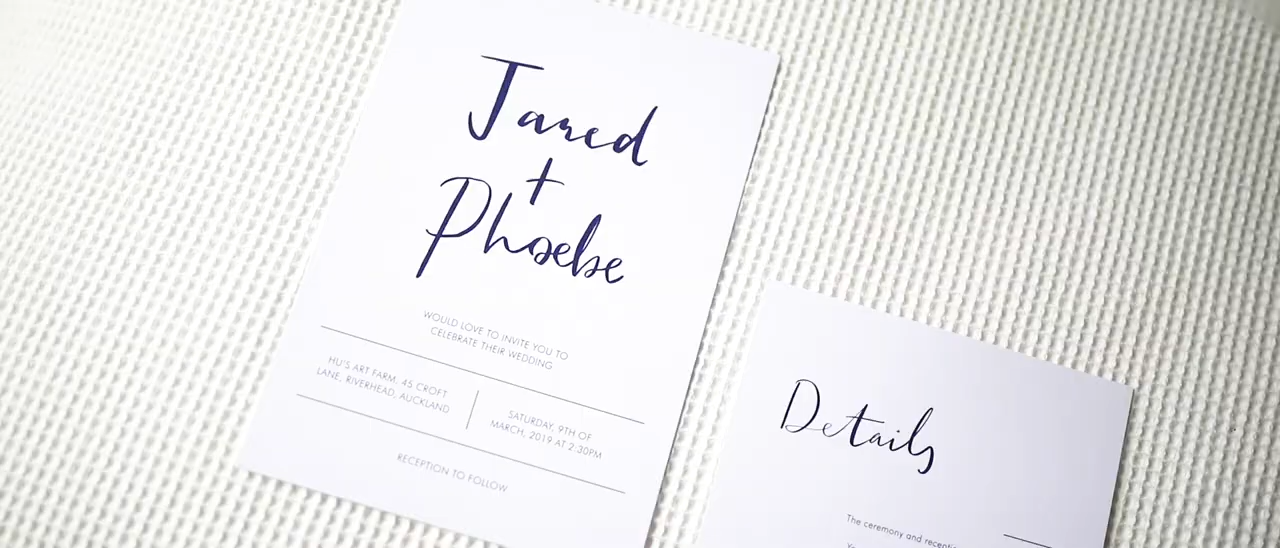 Jared
+
Phoebe
WOULD LOVE TO INVITE YOU TO
CELEBRATE THEIR WEDDING
HU'S ART FARM, 45 CROFT
LANE, RIVERHEAD, AUCKLAND
SATURDAY, 9TH OF
MARCH, 2019 AT 2:30PM
RECEPTION TO FOLLOW
Details
The ceremony and